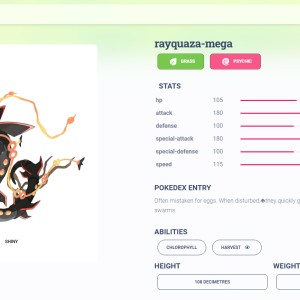 rayquaza-mega
GRASS PSYCHIC
STATS
hp 105
attack 180
defense 100
special-attack 180
special-defense 100
speed 115
POKEDEX ENTRY
Often mistaken for eggs. When disturbed,♠they quickly g
swarms.
SHINY
ABILITIES
CHLOROPHYLL HARVEST
HEIGHT WEIGHT
108 DECIMETRES